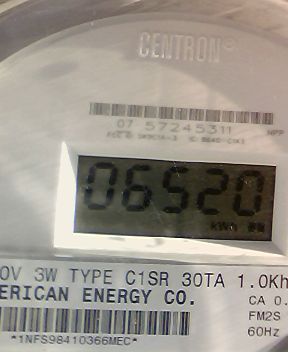 CENTRON®
07 57245311
06520
KWH
0V 3W TYPE C1SR 30TA 1.0Kh
ERICAN ENERGY CO.
CA 0.
FM2S
60Hz
*1NFS98410366MEC*